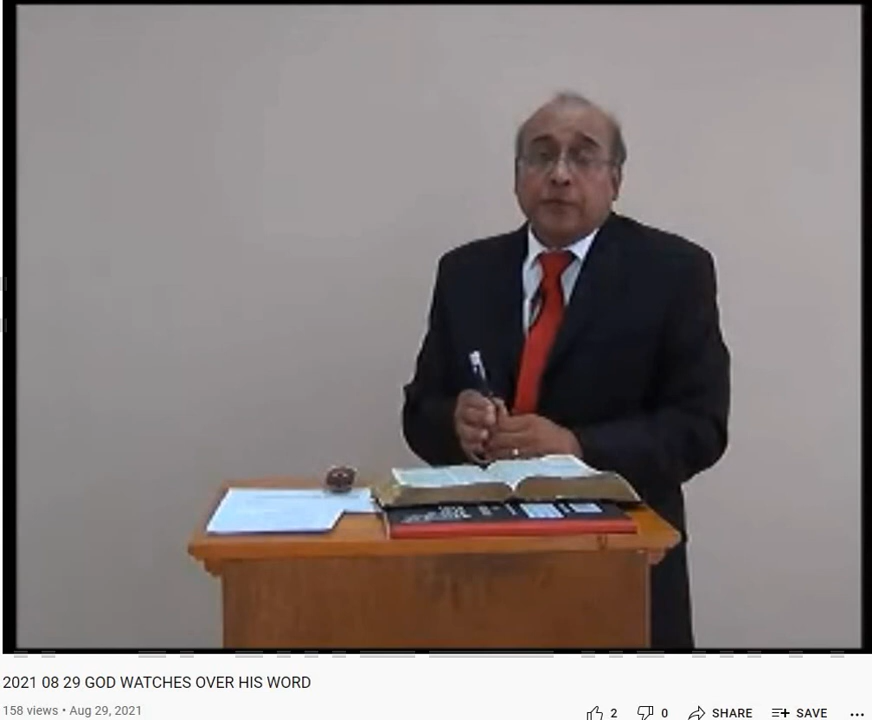 2021 08 29 GOD WATCHES OVER HIS WORD
158 views • Aug 29, 2021
2
0
SHARE
SAVE